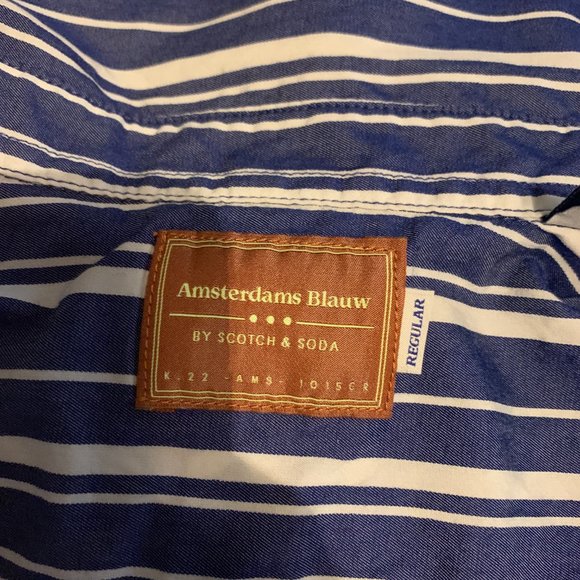 Amsterdams Blauw
BY SCOTCH & SODA
K.22 -AMS- 1015CR
REGULAR